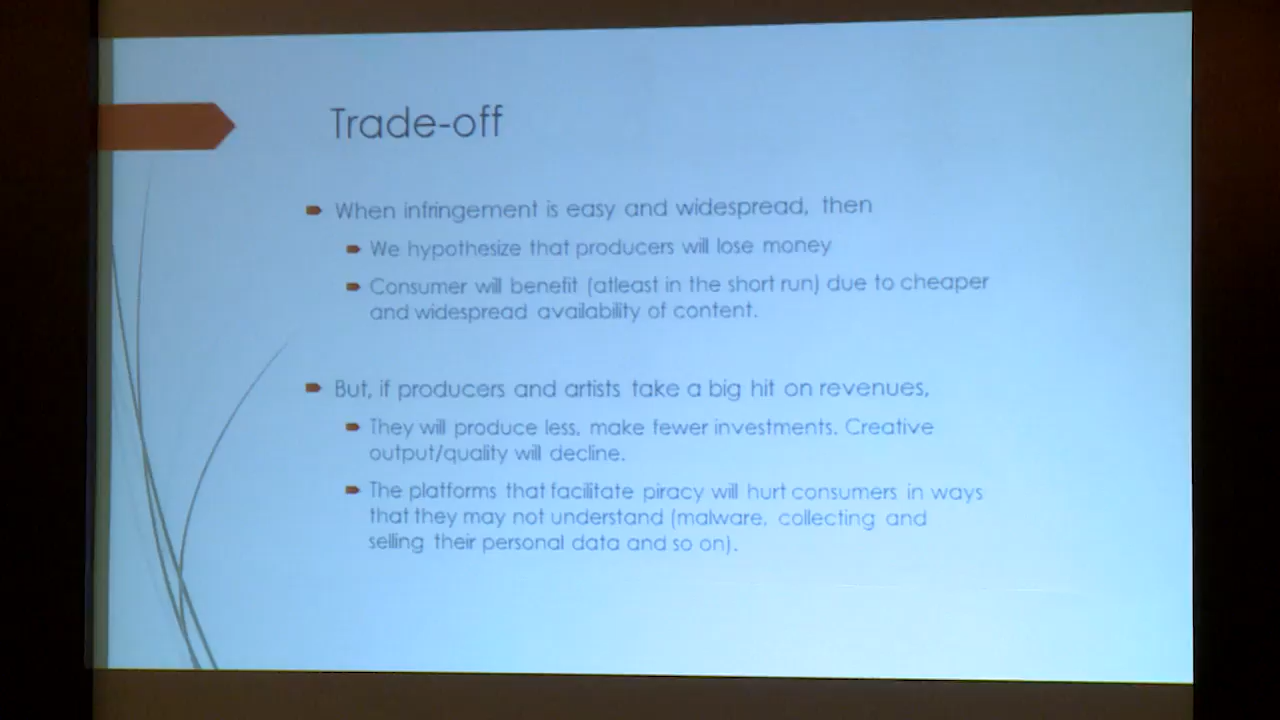 Trade-off
When infringement is easy and widespread, then
We hypothesize that producers will lose money
Consumer will benefit (atleast in the short run) due to cheaper
and widespread availability of content.
But, if producers and artists take a big hit on revenues,
They will produce less, make fewer investments. Creative
output/quality will decline.
The platforms that facilitate piracy will hurt consumers in ways
that they may not understand (malware, collecting and
selling their personal data and so on).